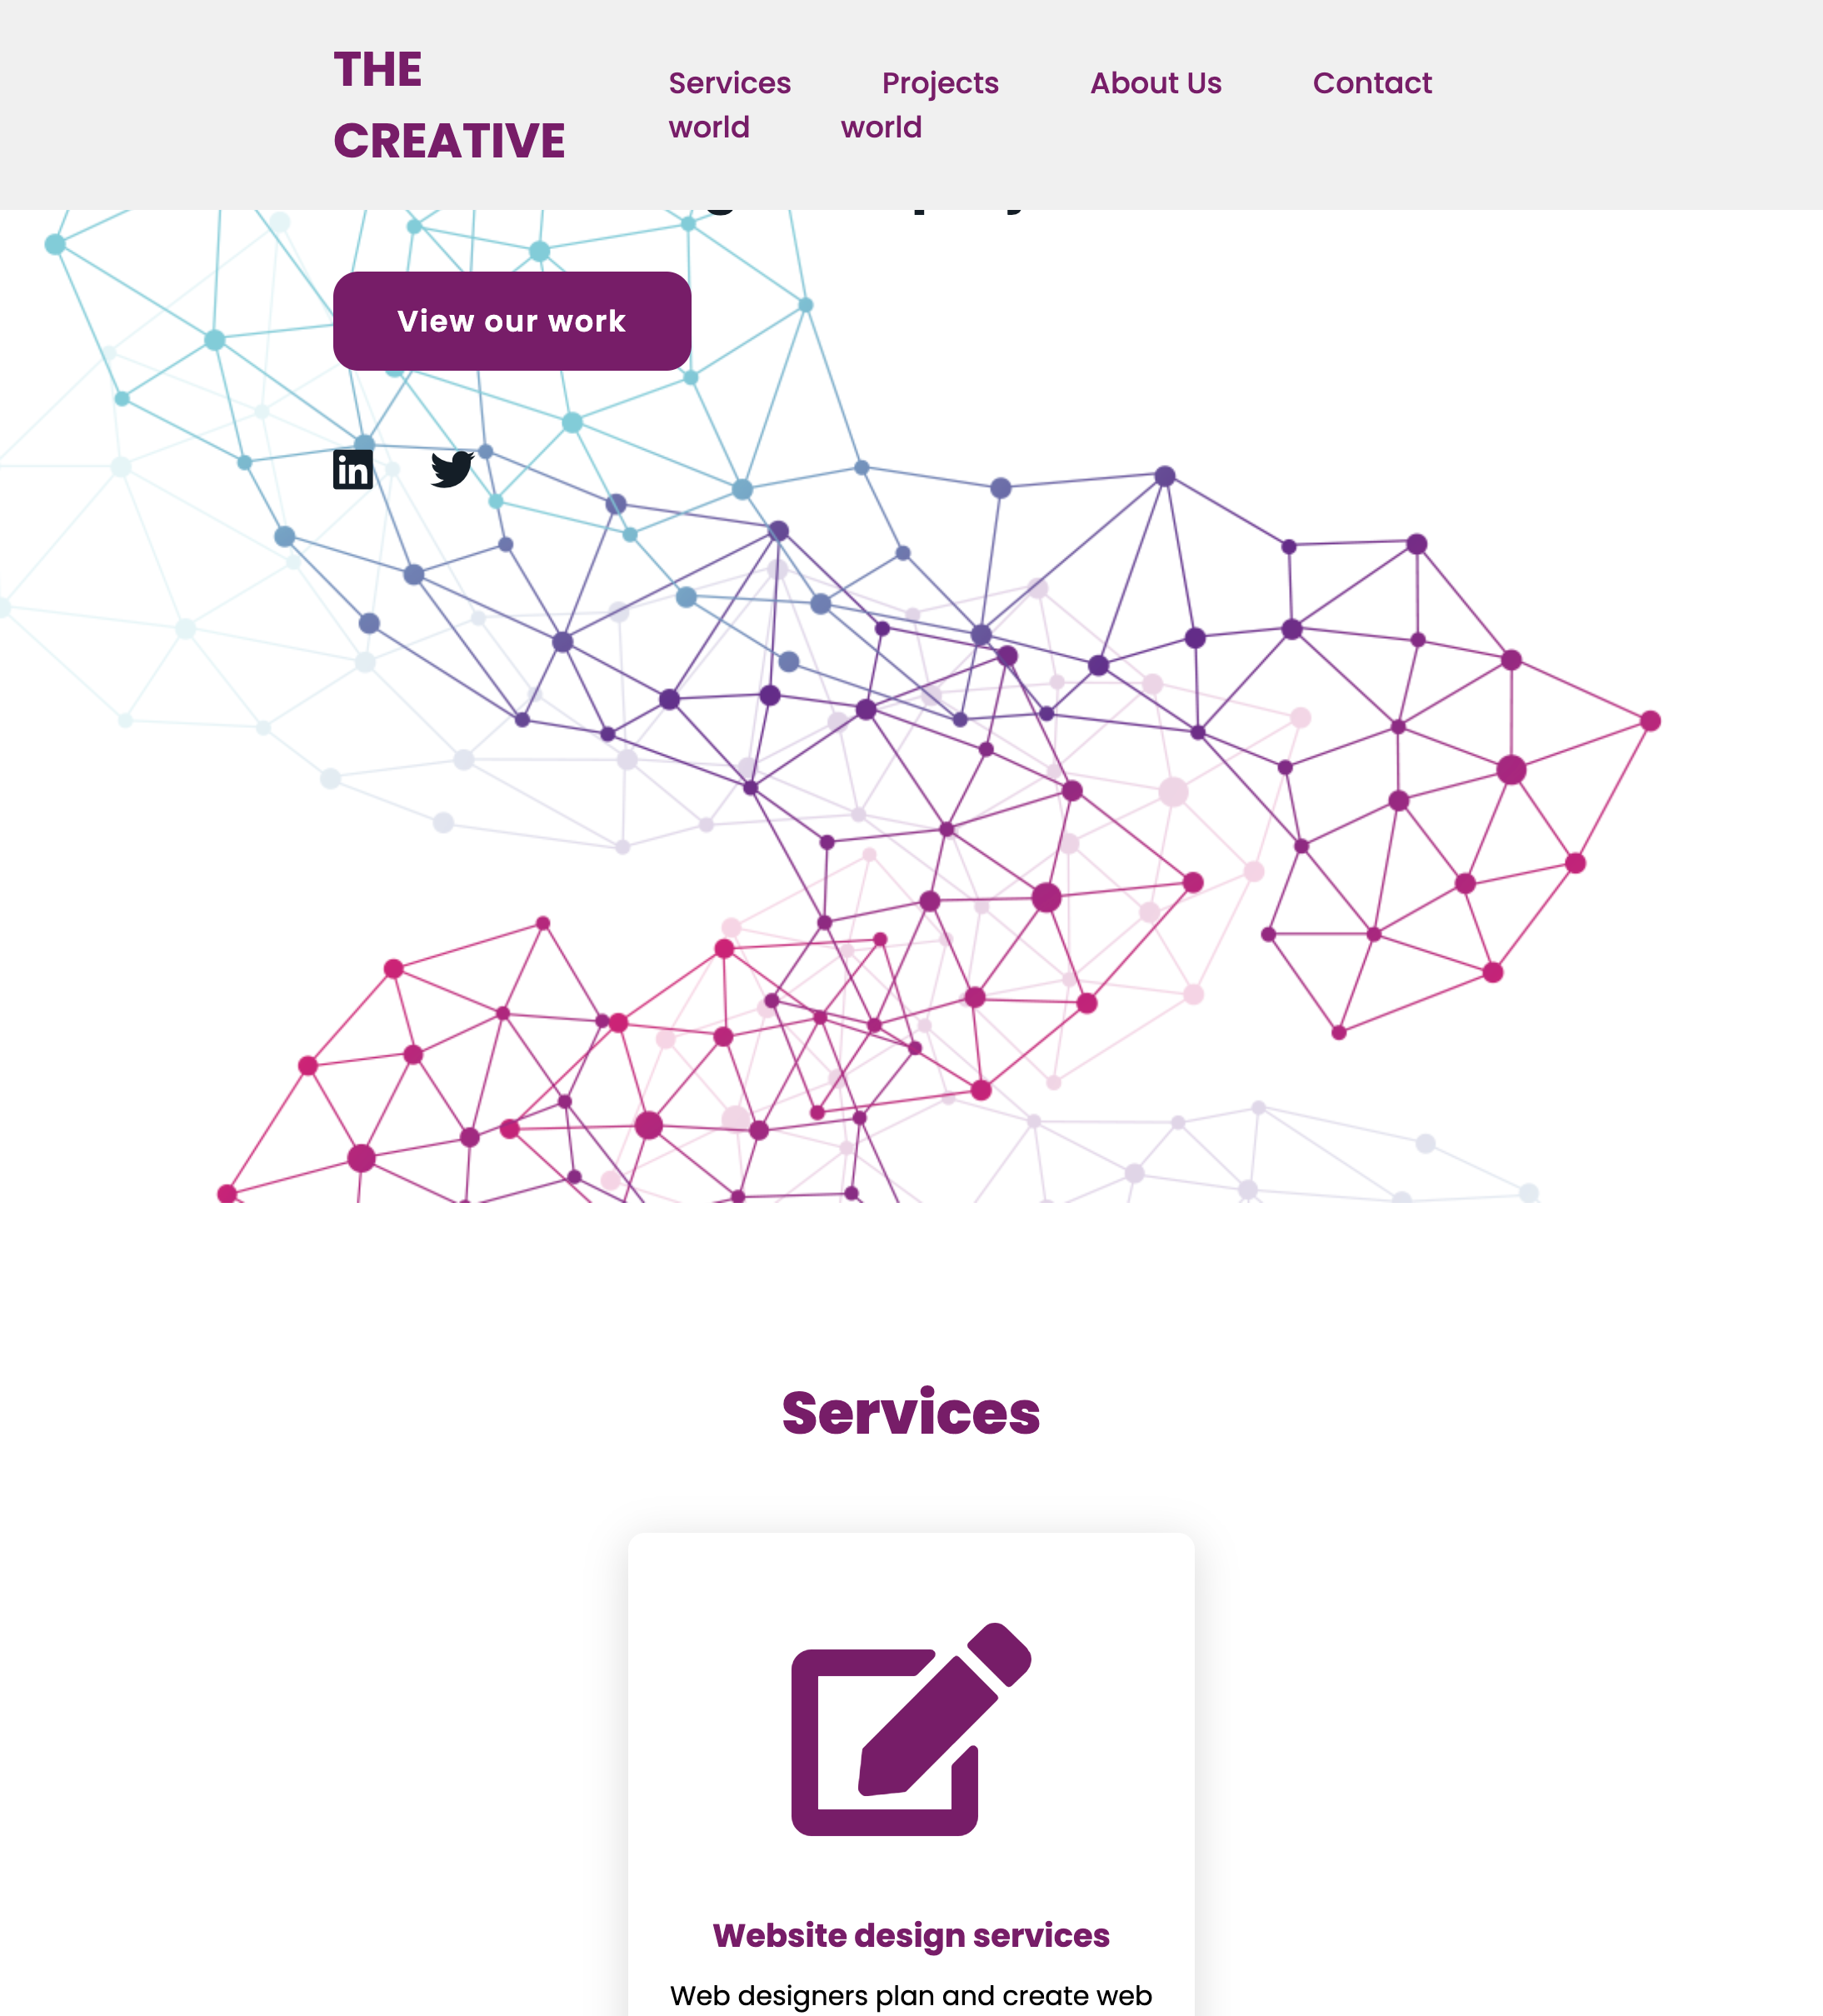 THE
CREATIVE
Services Projects About Us Contact
world world
View our work
in
Services
Website design services
Web designers plan and create web